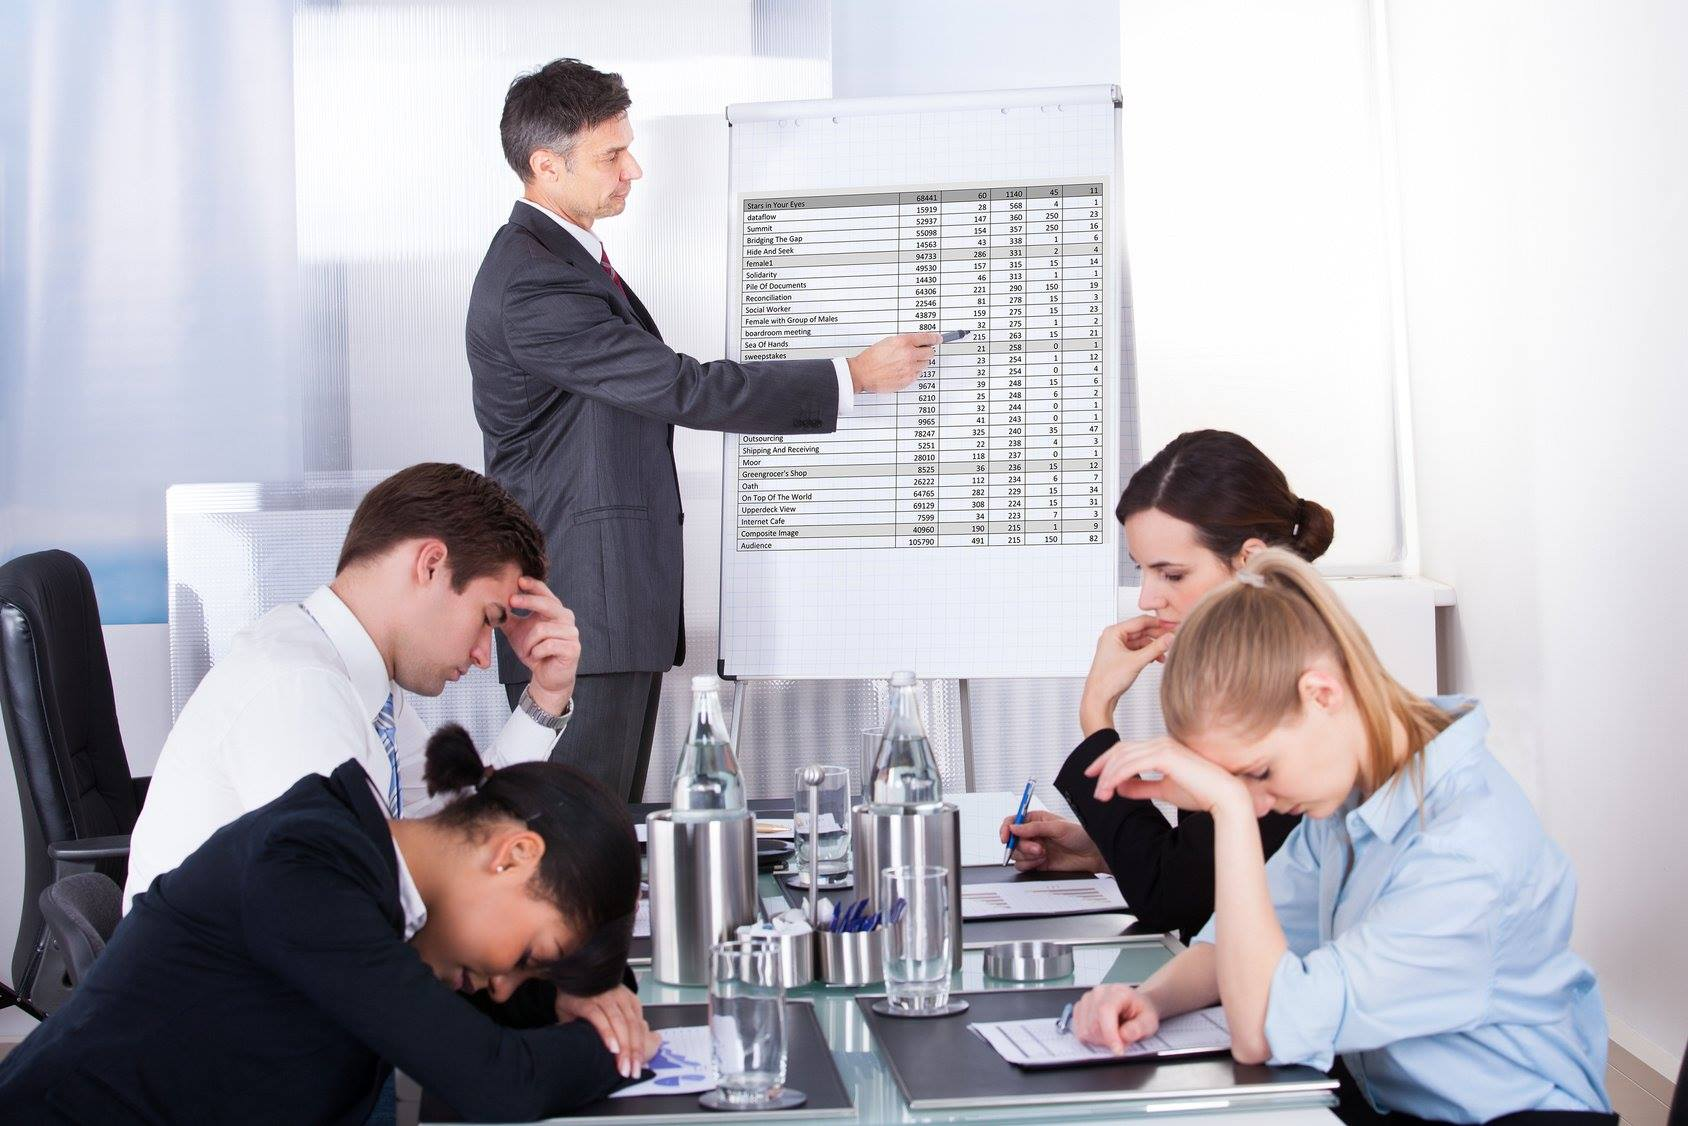 Stars in Your Eyes 68441 60 1140 45 11
dataflow 15919 28 568 4 1
Summit 52937 147 360 250 23
Bridging The Gap 55098 154 357 250 16
Hide And Seek 14563 43 338 1 6
female1 94733 286 331 2 4
Solidarity 49530 157 315 15 14
Pile Of Documents 14430 46 313 1 1
Reconciliation 64306 221 290 150 19
Social Worker 22546 81 278 15 3
Female with Group of Males 43879 159 275 15 23
boardroom meeting 8804 32 275 1 2
Sea Of Hands 215 263 15 21
sweepstakes 21 258 0 1
23 254 1 12
32 254 0 4
9674 39 248 15 6
6210 25 248 6 2
7810 32 244 0 1
9965 41 243 0 1
Outsourcing 78247 325 240 35 47
Shipping And Receiving 5251 22 238 4 3
Moor 28010 118 237 0 1
Greengrocer's Shop 8525 36 236 15 12
Oath 26222 112 234 6 7
On Top Of The World 64765 282 229 15 34
Upperdeck View 69129 308 224 15 31
Internet Cafe 7599 34 223 7 3
Composite Image 40960 190 215 1 9
Audience 105790 491 215 150 82